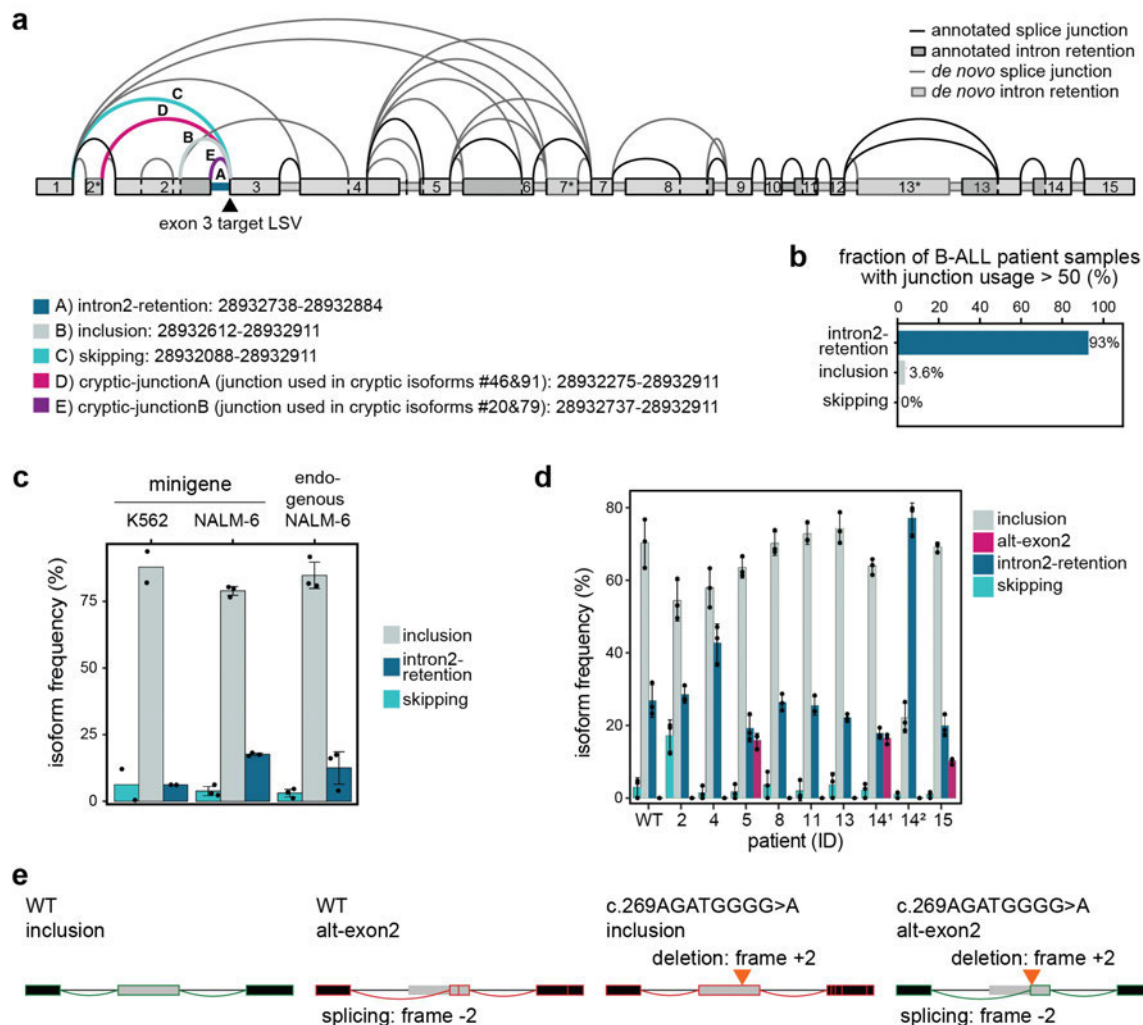 a
annotated splice junction
annotated intron retention
de novo splice junction
de novo intron retention
C
D
B
E
A
1 2* 2 3 4 5 6 7* 7 8 9 10 11 12 13* 13 14 15
exon 3 target LSV
A) intron2-retention: 28932738-28932884
B) inclusion: 28932612-28932911
C) skipping: 28932088-28932911
D) cryptic-junctionA (junction used in cryptic isoforms #46&91): 28932275-28932911
E) cryptic-junctionB (junction used in cryptic isoforms #20&79): 28932737-28932911
b
fraction of B-ALL patient samples
with junction usage > 50 (%)
0 20 40 60 80 100
intron2-
retention
93%
inclusion
3.6%
skipping
0%
c
minigene
endo-
genous
K562 NALM-6 NALM-6
isoform frequency (%)
75
50
25
0
inclusion
intron2-
retention
skipping
d
isoform frequency (%)
80
60
40
20
0
WT 2 4 5 8 11 13 14¹ 14² 15
patient (ID)
inclusion
alt-exon2
intron2-retention
skipping
e
WT
inclusion
WT
alt-exon2
splicing: frame -2
c.269AGATGGGG>A
inclusion
deletion: frame +2
c.269AGATGGGG>A
alt-exon2
deletion: frame +2
splicing: frame -2